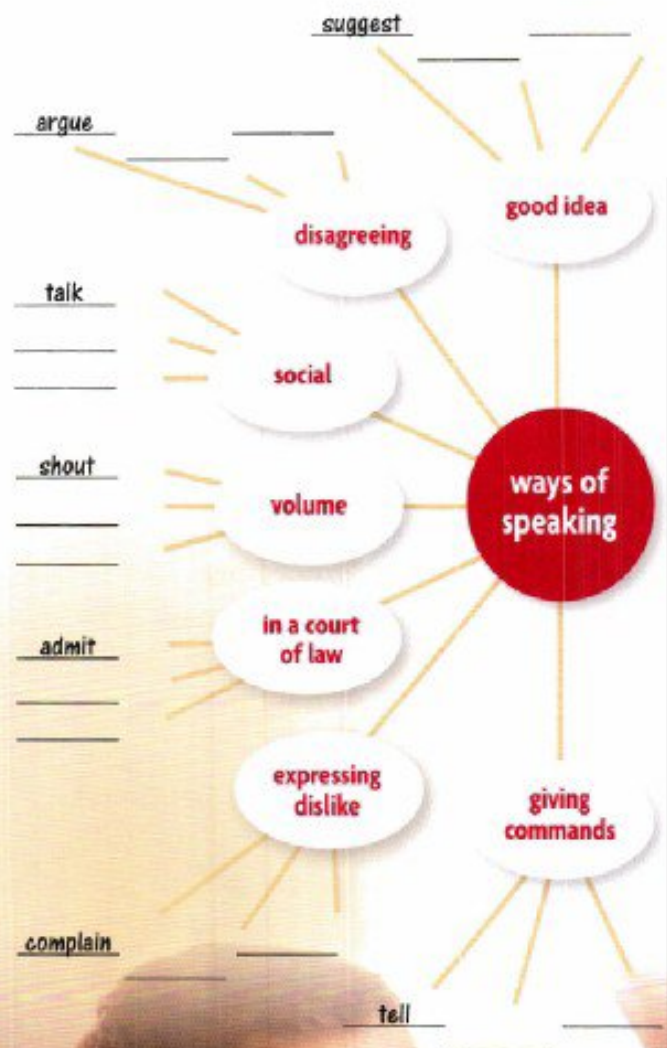 suggest
argue
good idea
disagreeing
talk
social
shout
volume
ways of
speaking
admit
in a court
of law
expressing
dislike
giving
commands
complain
tell